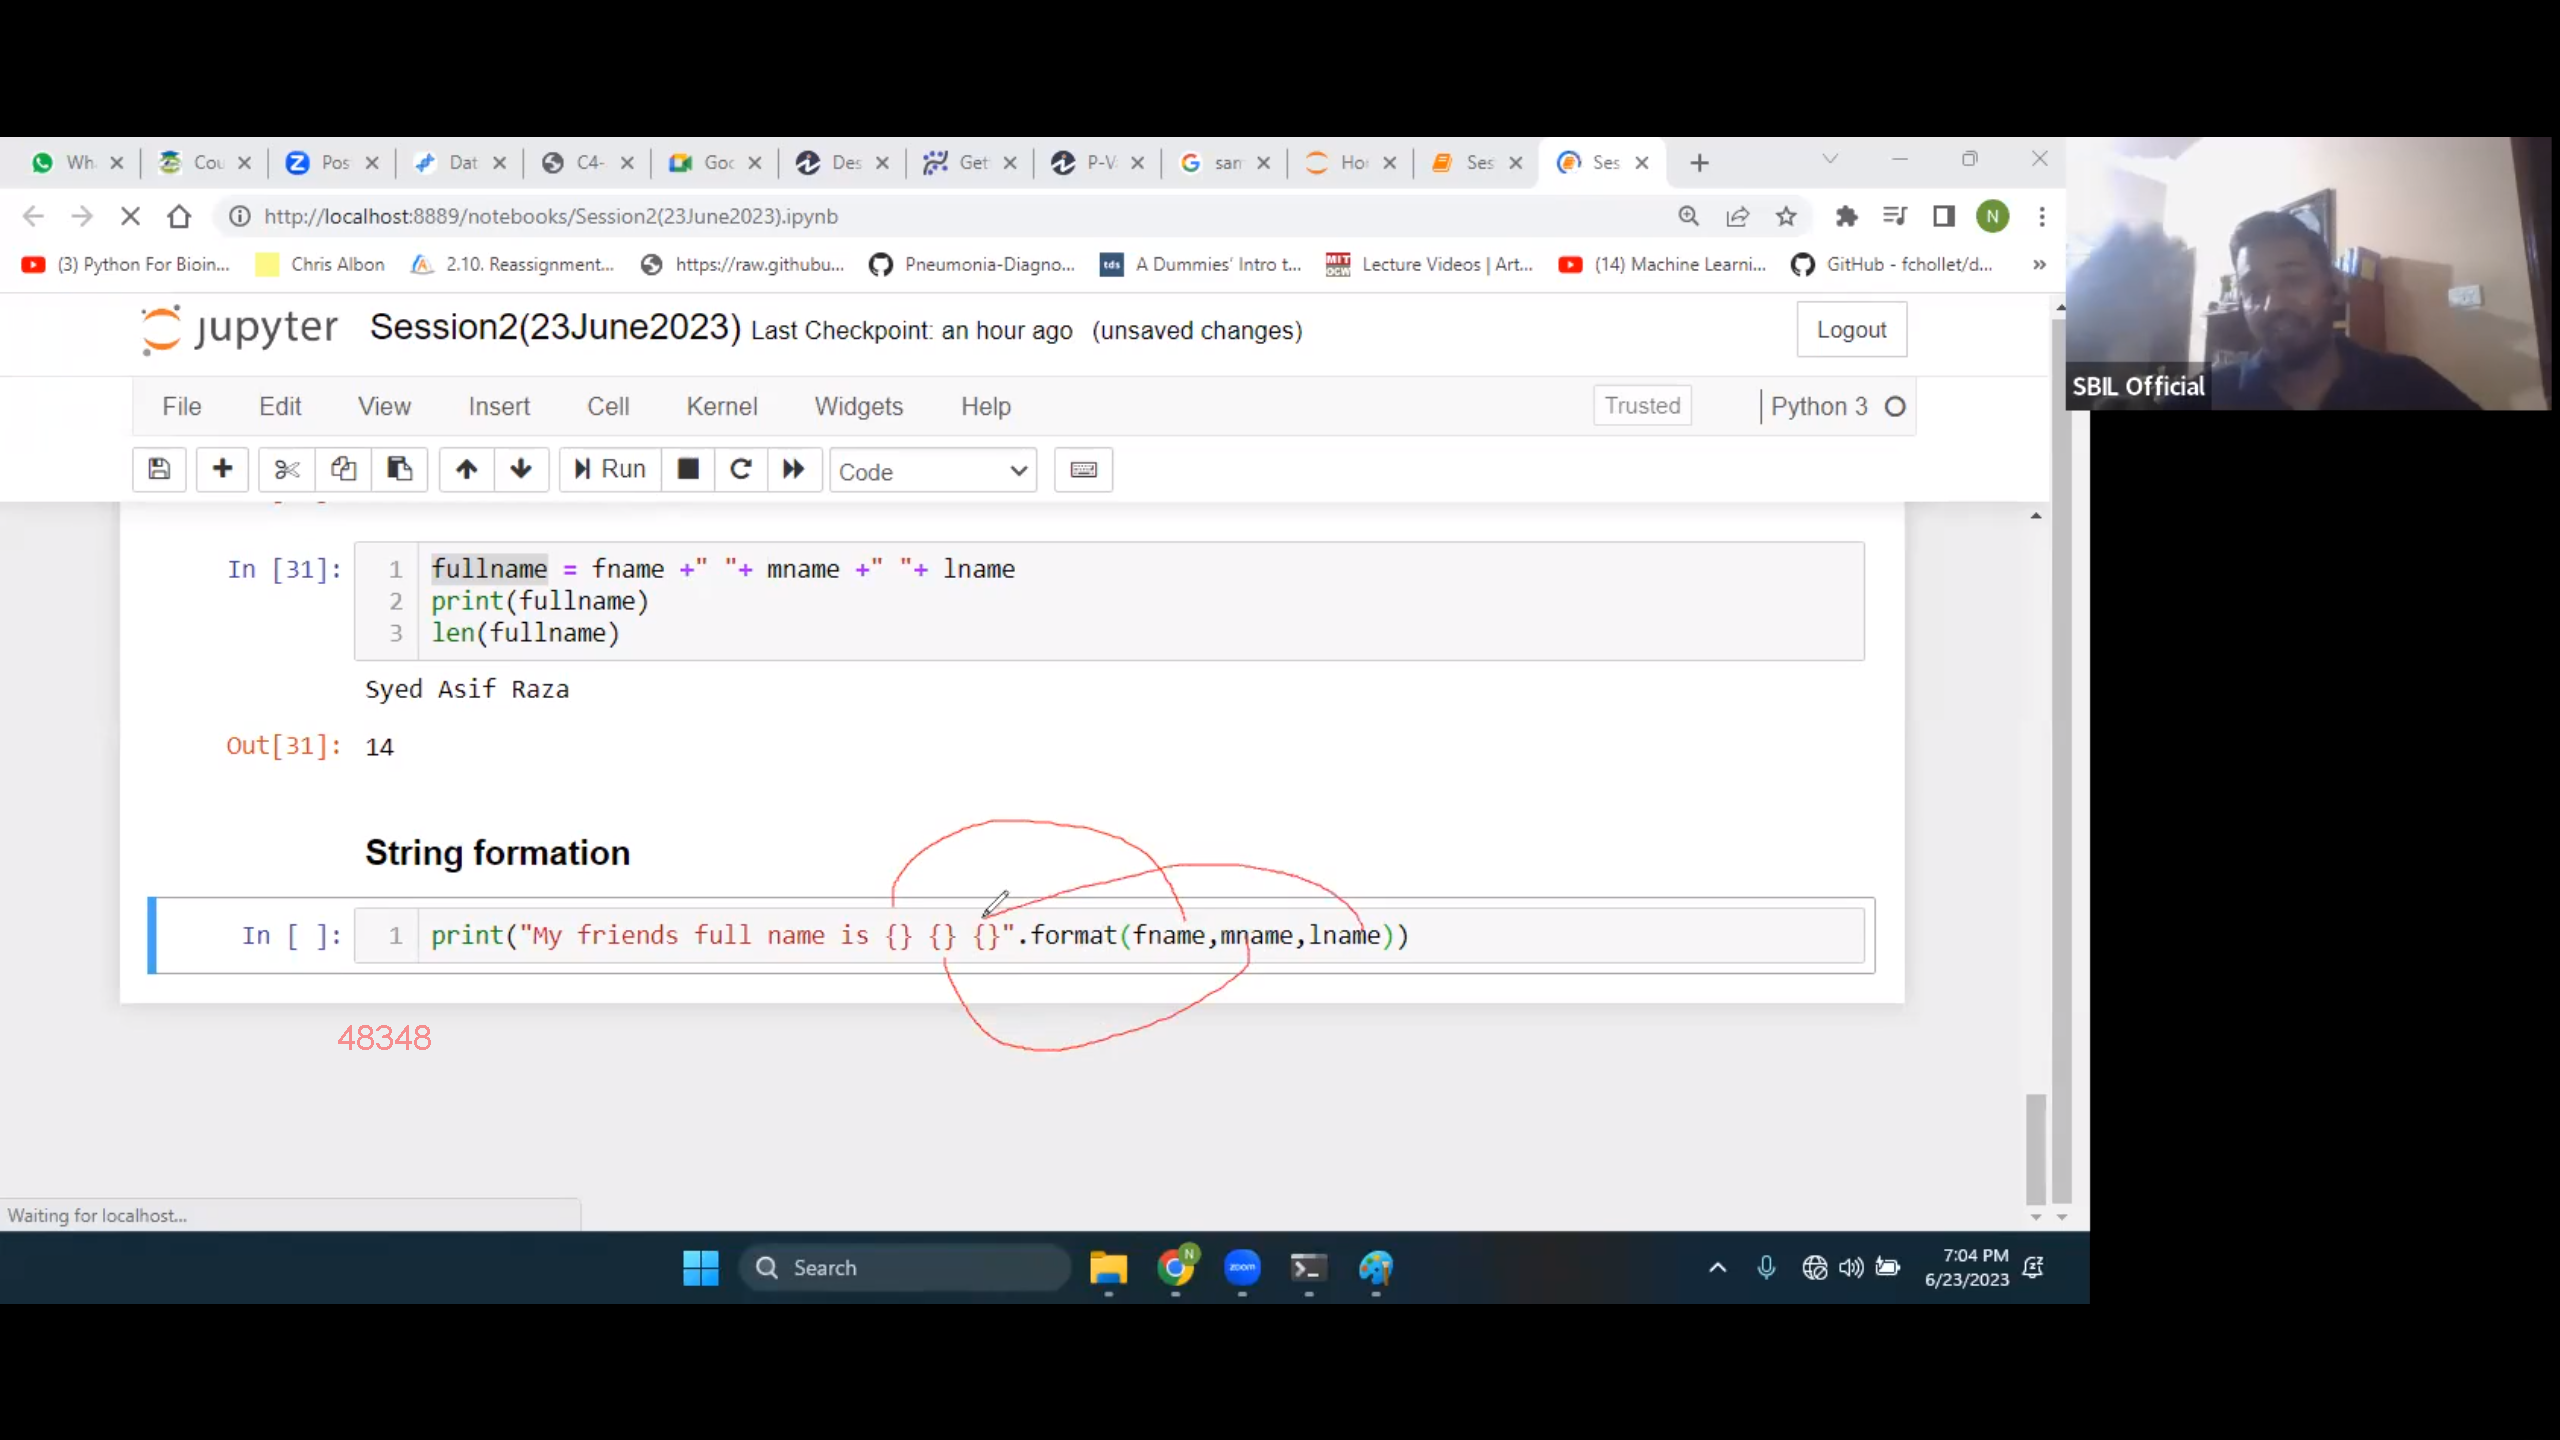 Wh
Cou
Pos
Dat
C4-
Goo
Des
Get
P-V
san
Ho
Ses
Ses
http://localhost:8889/notebooks/Session2(23June2023).ipynb
N
(3) Python For Bioin...
Chris Albon
2.10. Reassignment...
https://raw.githubu...
Pneumonia-Diagno...
tds
A Dummies' Intro t...
MIT OCW
Lecture Videos | Art...
(14) Machine Learni...
GitHub - fchollet/d...
»
jupyter Session2(23June2023) Last Checkpoint: an hour ago (unsaved changes)
Logout
SBIL Official
File Edit View Insert Cell Kernel Widgets Help
Trusted
Python 3
Run
Code
In [31]:
1 fullname = fname +" "+ mname +" "+ lname
2 print(fullname)
3 len(fullname)
Syed Asif Raza
Out[31]: 14
String formation
In [ ]: 1 print("My friends full name is {} {} {}".format(fname,mname,lname))
48348
Waiting for localhost...
Search
N
zoom
7:04 PM
6/23/2023